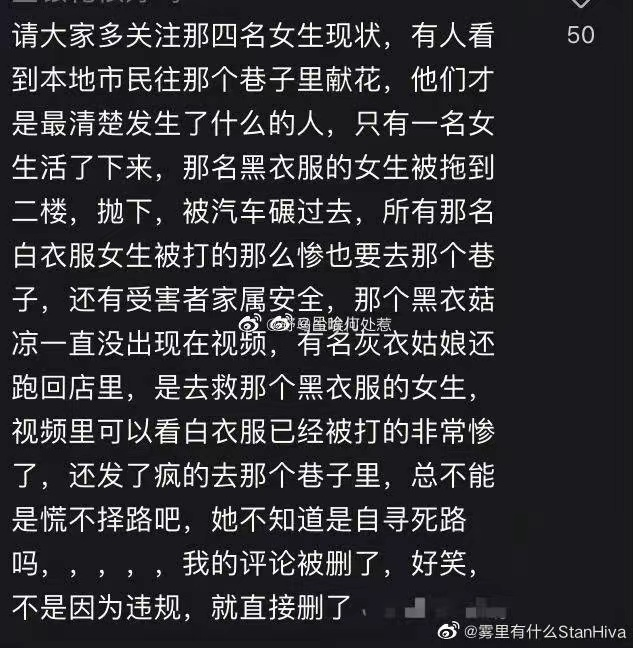 请大家多关注那四名女生现状，有人看
50
到本地市民往那个巷子里献花，他们才
是最清楚发生了什么的人，只有一名女
生活了下来，那名黑衣服的女生被拖到
二楼，抛下，被汽车碾过去，所有那名
白衣服女生被打的那么惨也要去那个巷
子，还有受害者家属安全，那个黑衣菇
凉一直没出现在视频，有名灰衣姑娘还
跑回店里，是去救那个黑衣服的女生，
视频里可以看白衣服已经被打的非常惨
了，还发了疯的去那个巷子里，总不能
是慌不择路吧，她不知道是自寻死路
吗，，，，，我的评论被删了，好笑，
不是因为违规，就直接删了
@雾里有什么StanHiva